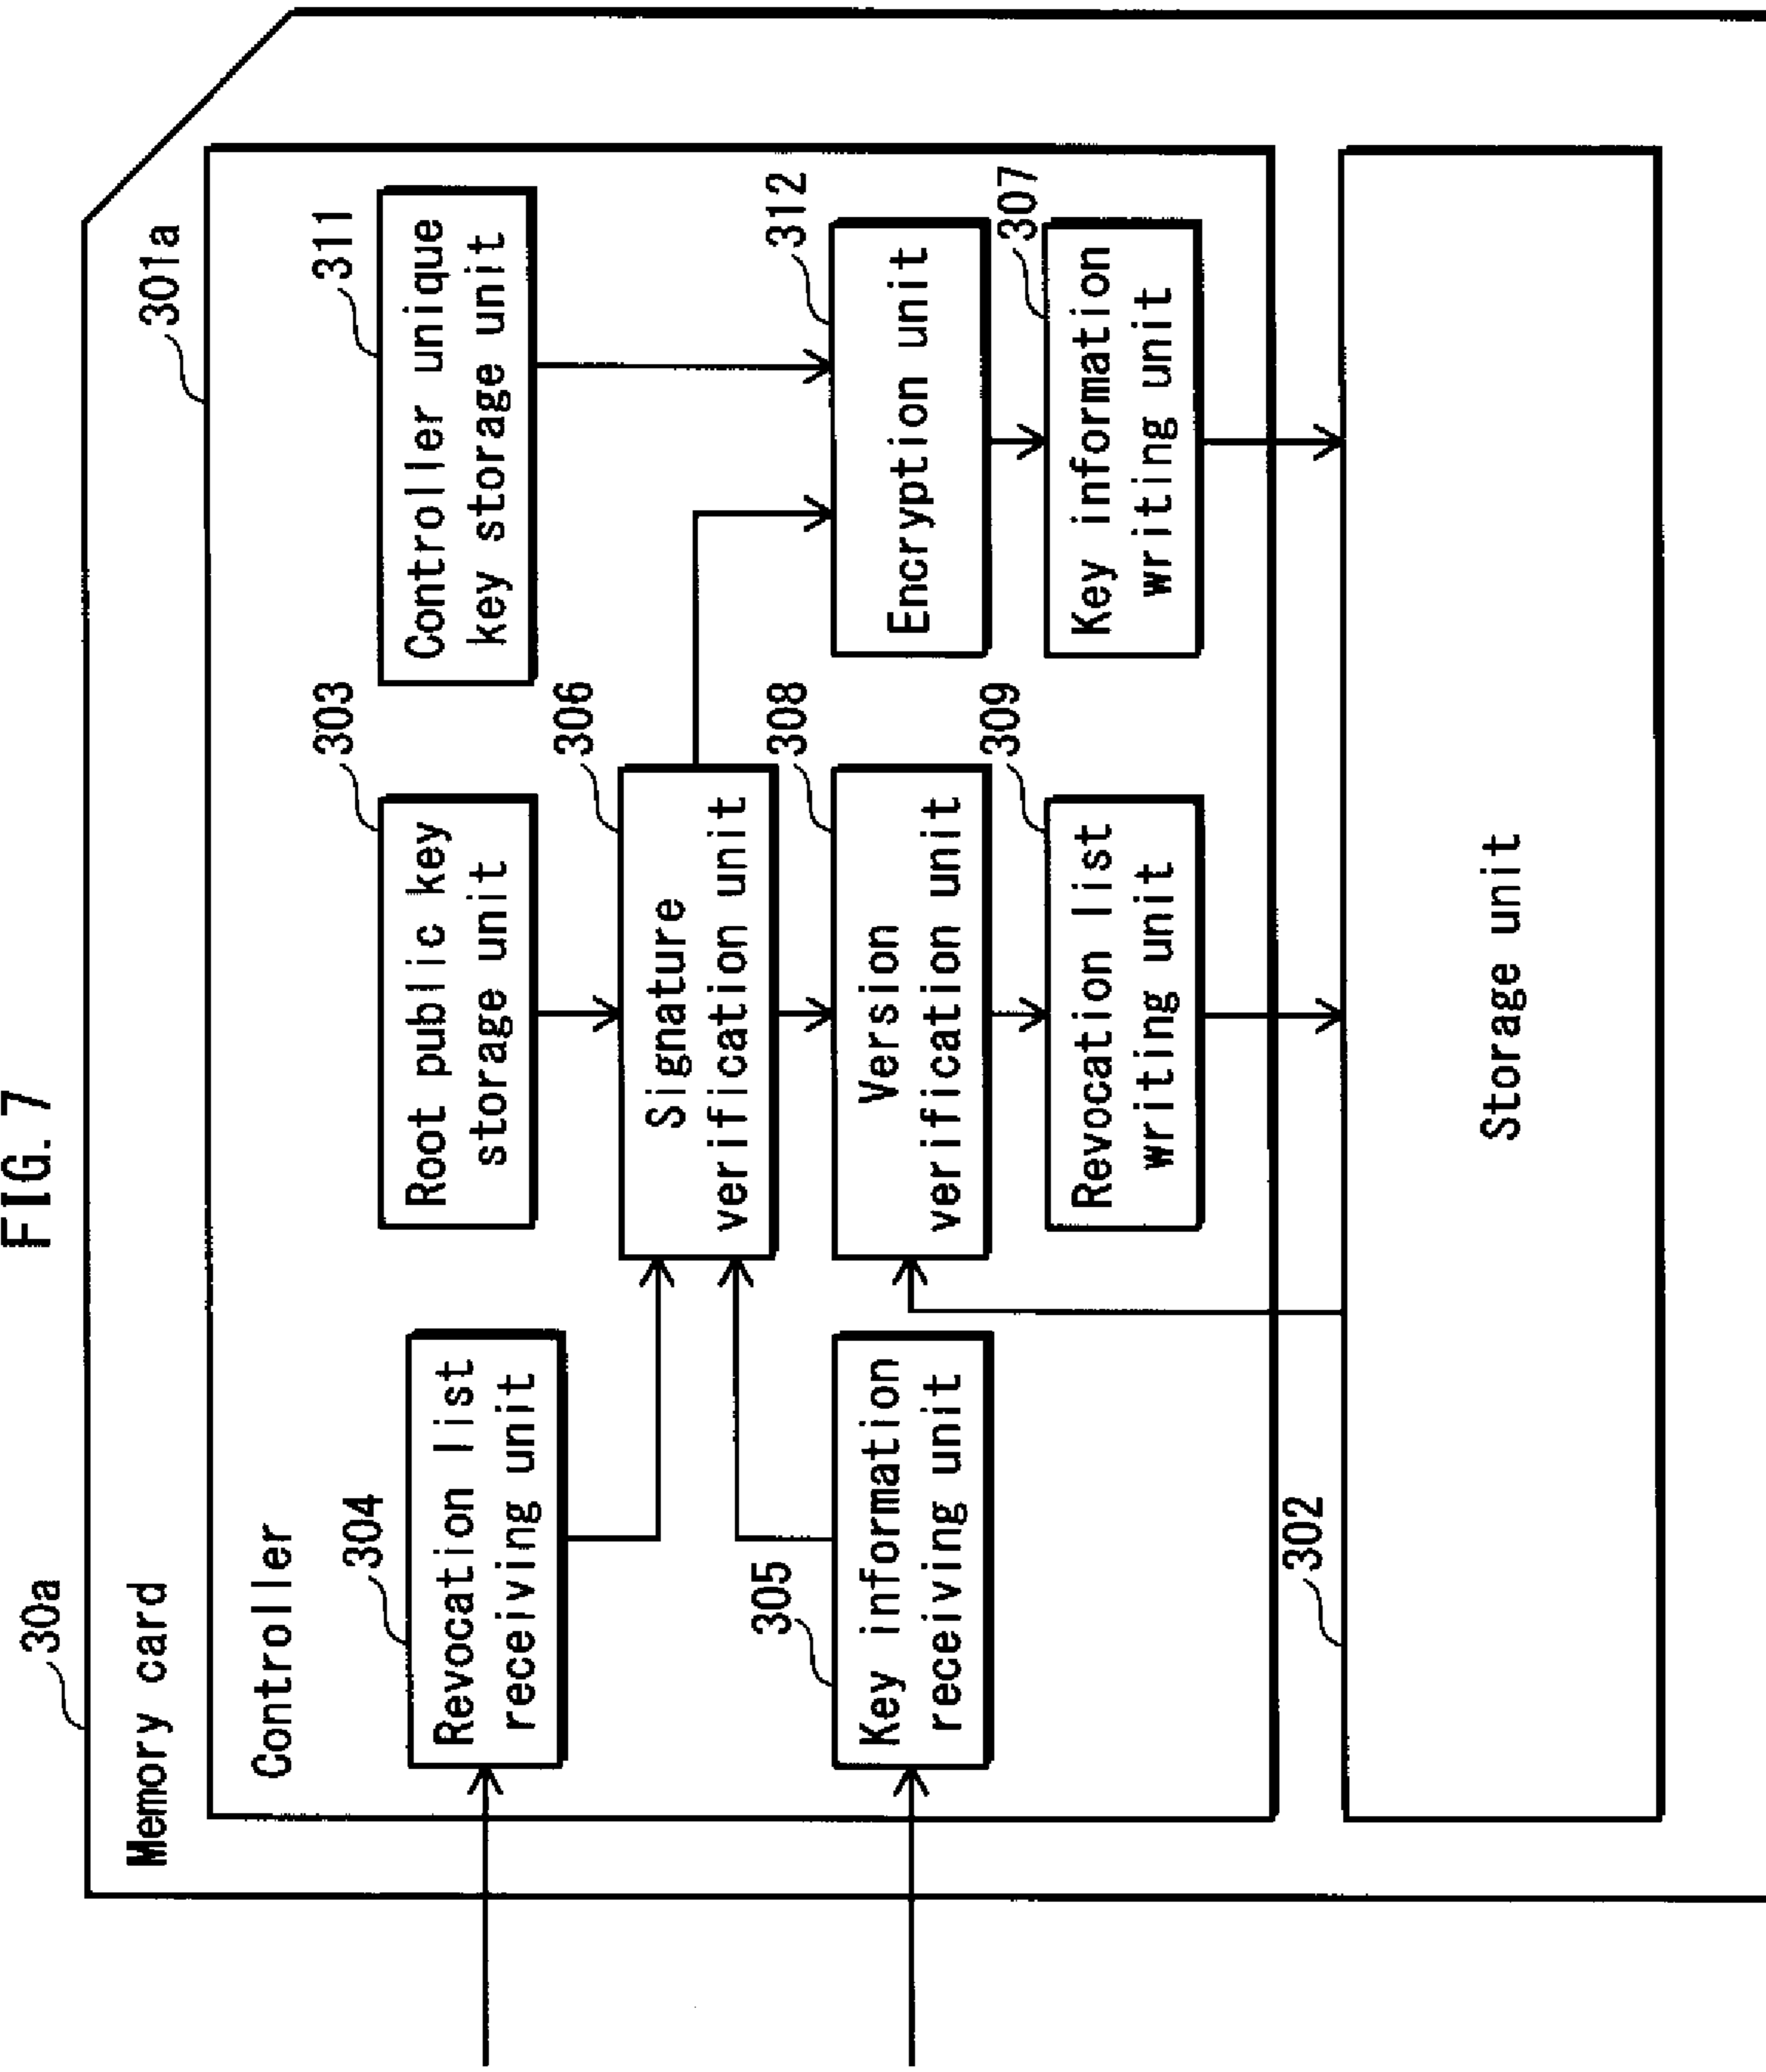 FIG. 7
30a
Memory card
301a
Controller
304
Revocation list
receiving unit
303
Root public key
storage unit
311
Controller unique
key storage unit
306
Signature
verification unit
305
Key information
receiving unit
308
Version
verification unit
312
Encryption unit
309
Revocation list
writing unit
307
Key information
writing unit
302
Storage unit